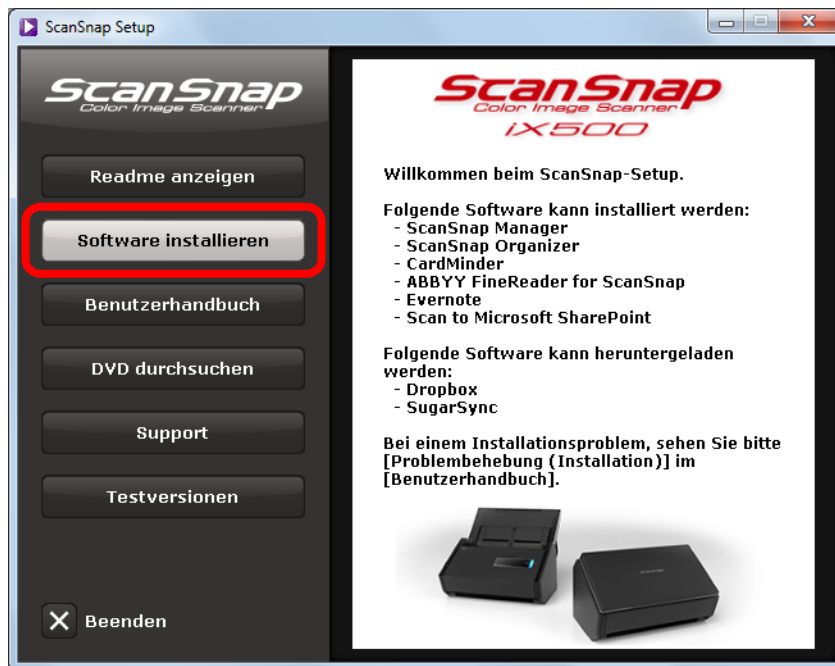 ScanSnap Setup
ScanSnap
Color Image Scanner
Readme anzeigen
Software installieren
Benutzerhandbuch
DVD durchsuchen
Support
Testversionen
Beenden
ScanSnap
Color Image Scanner
iX500
Willkommen beim ScanSnap-Setup.
Folgende Software kann installiert werden:
- ScanSnap Manager
- ScanSnap Organizer
- CardMinder
- ABBYY FineReader for ScanSnap
- Evernote
- Scan to Microsoft SharePoint
Folgende Software kann heruntergeladen
werden:
- Dropbox
- SugarSync
Bei einem Installationsproblem, sehen Sie bitte
[Problembehebung (Installation)] im
[Benutzerhandbuch].